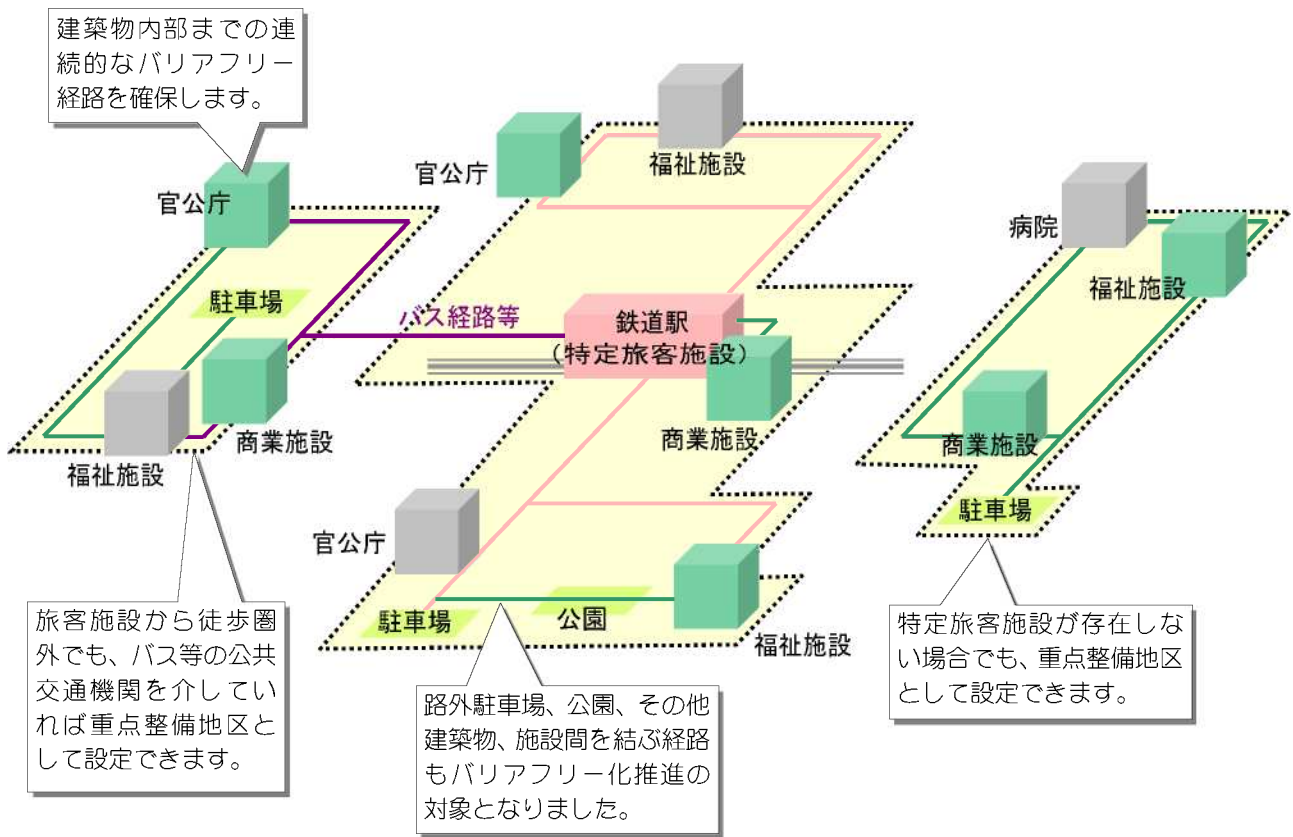 建築物内部までの連
続的なバリアフリー
経路を確保します。
福祉施設
官公庁
官公庁
病院
福祉施設
駐車場
バス経路等
鉄道駅
(特定旅客施設)
商業施設
商業施設
商業施設
福祉施設
駐車場
官公庁
駐車場
公園
福祉施設
旅客施設から徒歩圏
外でも、バス等の公共
交通機関を介してい
れば重点整備地区と
して設定できます。
路外駐車場、公園、その他
建築物、施設間を結ぶ経路
もバリアフリー化推進の
対象となりました。
特定旅客施設が存在しな
い場合でも、重点整備地区
として設定できます。